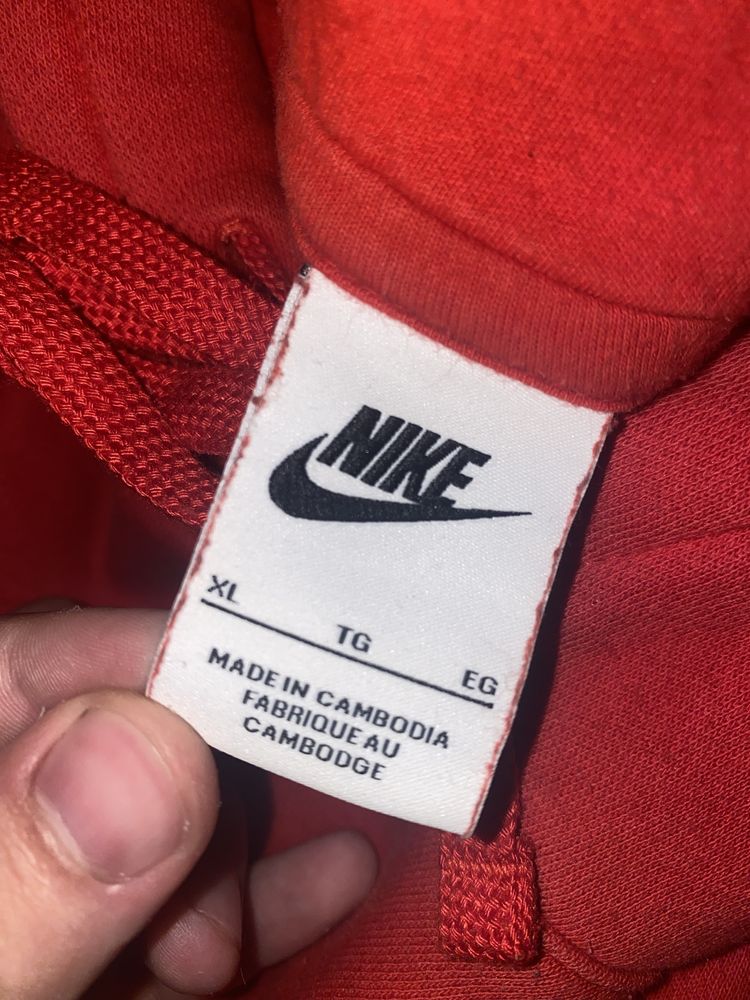 NIKE
XL TG EG
MADE IN CAMBODIA
FABRIQUE AU
CAMBODGE